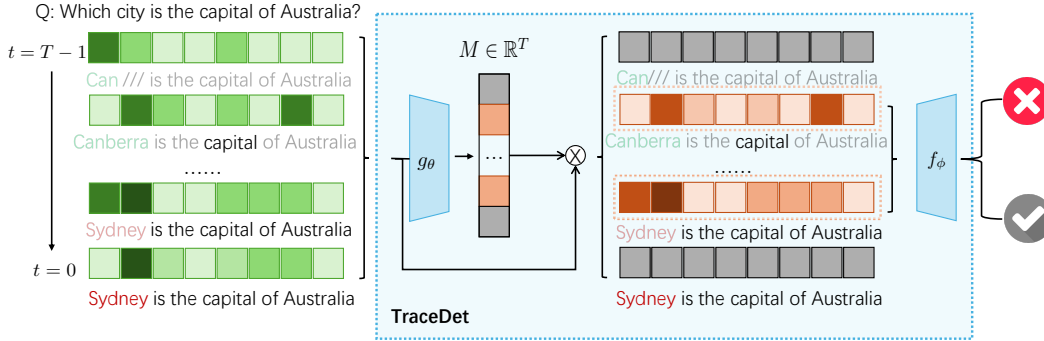 Q: Which city is the capital of Australia?
t = T − 1
Can /// is the capital of Australia
Canberra is the capital of Australia
......
Sydney is the capital of Australia
t = 0
Sydney is the capital of Australia
M ∈ ℝ^T
g_θ
...
Can/// is the capital of Australia
Canberra is the capital of Australia
......
Sydney is the capital of Australia
Sydney is the capital of Australia
f_ϕ
TraceDet